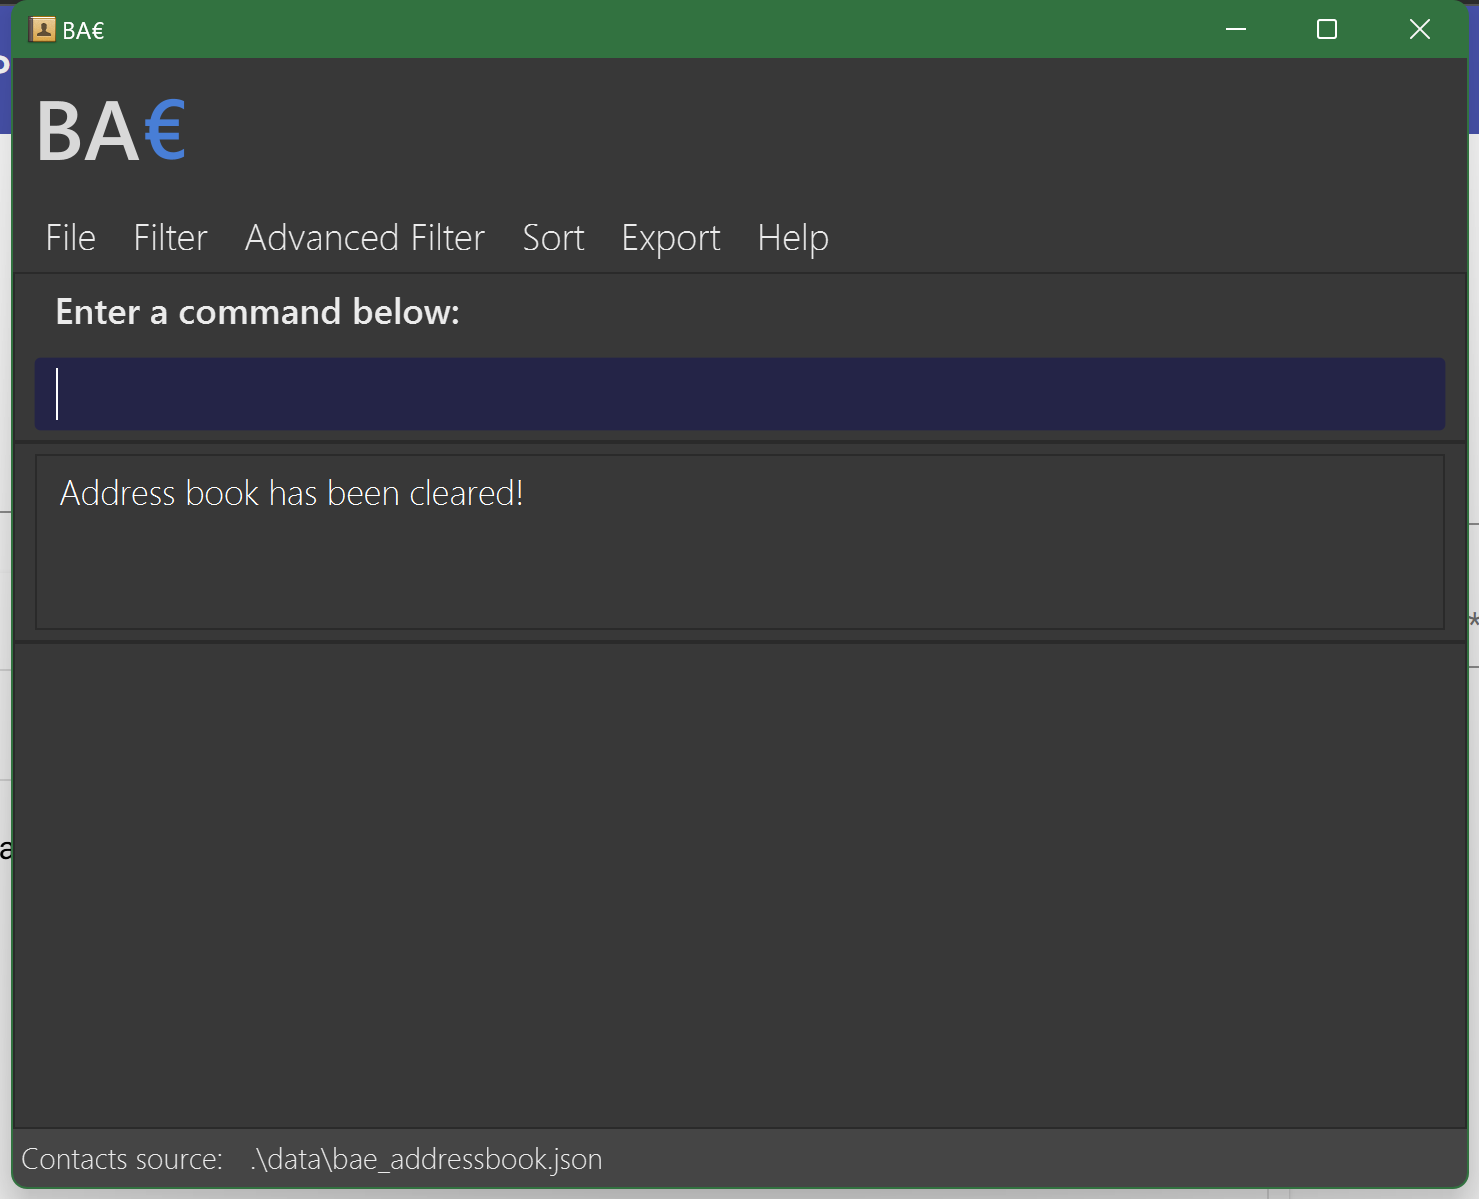 BA€
BA€
File Filter Advanced Filter Sort Export Help
Enter a command below:
Address book has been cleared!
Contacts source: .\data\bae_addressbook.json